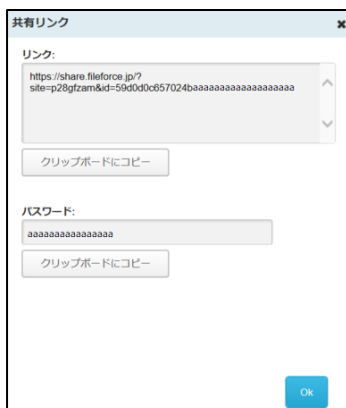 共有リンク
リンク:
https://share.fileforce.jp/?
site=p28gfzam&id=59d0d0c657024baaaaaaaaaaaaaaaaaaa
クリップボードにコピー
パスワード:
aaaaaaaaaaaaaaaa
クリップボードにコピー
Ok